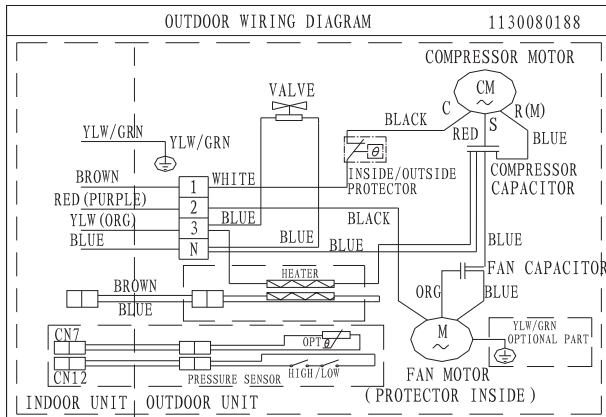 OUTDOOR WIRING DIAGRAM 1130080188
COMPRESSOR MOTOR
VALVE
CM
C
R(M)
S
BLACK
RED
BLUE
YLW/GRN
YLW/GRN
θ
INSIDE/OUTSIDE
PROTECTOR
COMPRESSOR
CAPACITOR
BROWN
1
WHITE
RED(PURPLE)
2
BLACK
YLW(ORG)
3
BLUE
BLUE
N
BLUE
BLUE
BLUE
HEATER
FAN CAPACITOR
BROWN
BLUE
ORG
BLUE
M
YLW/GRN
OPTIONAL PART
CN7
OPT
θ
CN12
PRESSURE SENSOR
HIGH/LOW
FAN MOTOR
(PROTECTOR INSIDE)
INDOOR UNIT
OUTDOOR UNIT